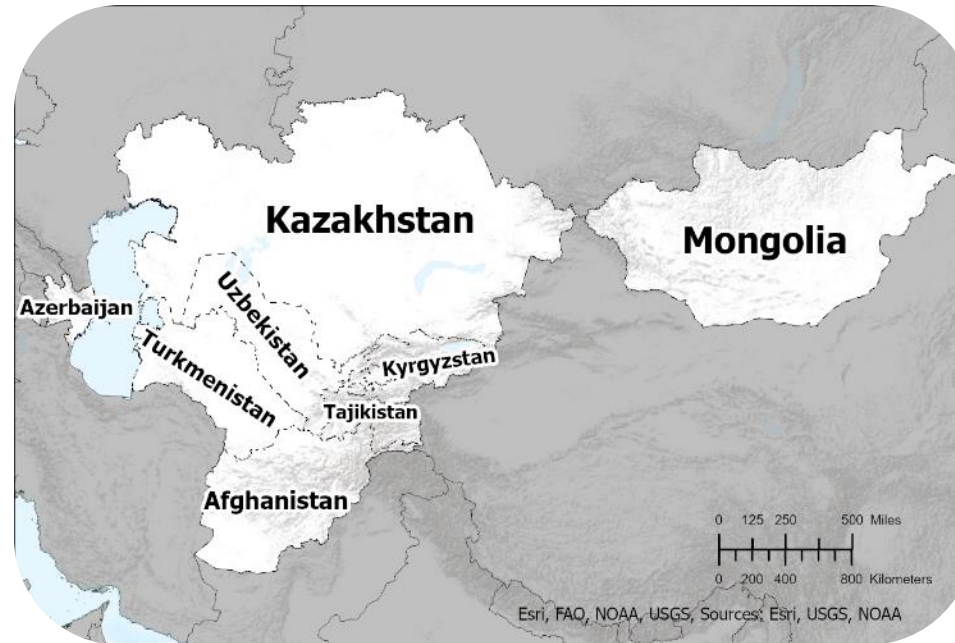 Kazakhstan
Mongolia
Azerbaijan
Uzbekistan
Turkmenistan
Kyrgyzstan
Tajikistan
Afghanistan
0 125 250 500 Miles
0 200 400 800 Kilometers
Esri, FAO, NOAA, USGS, Sources: Esri, USGS, NOAA